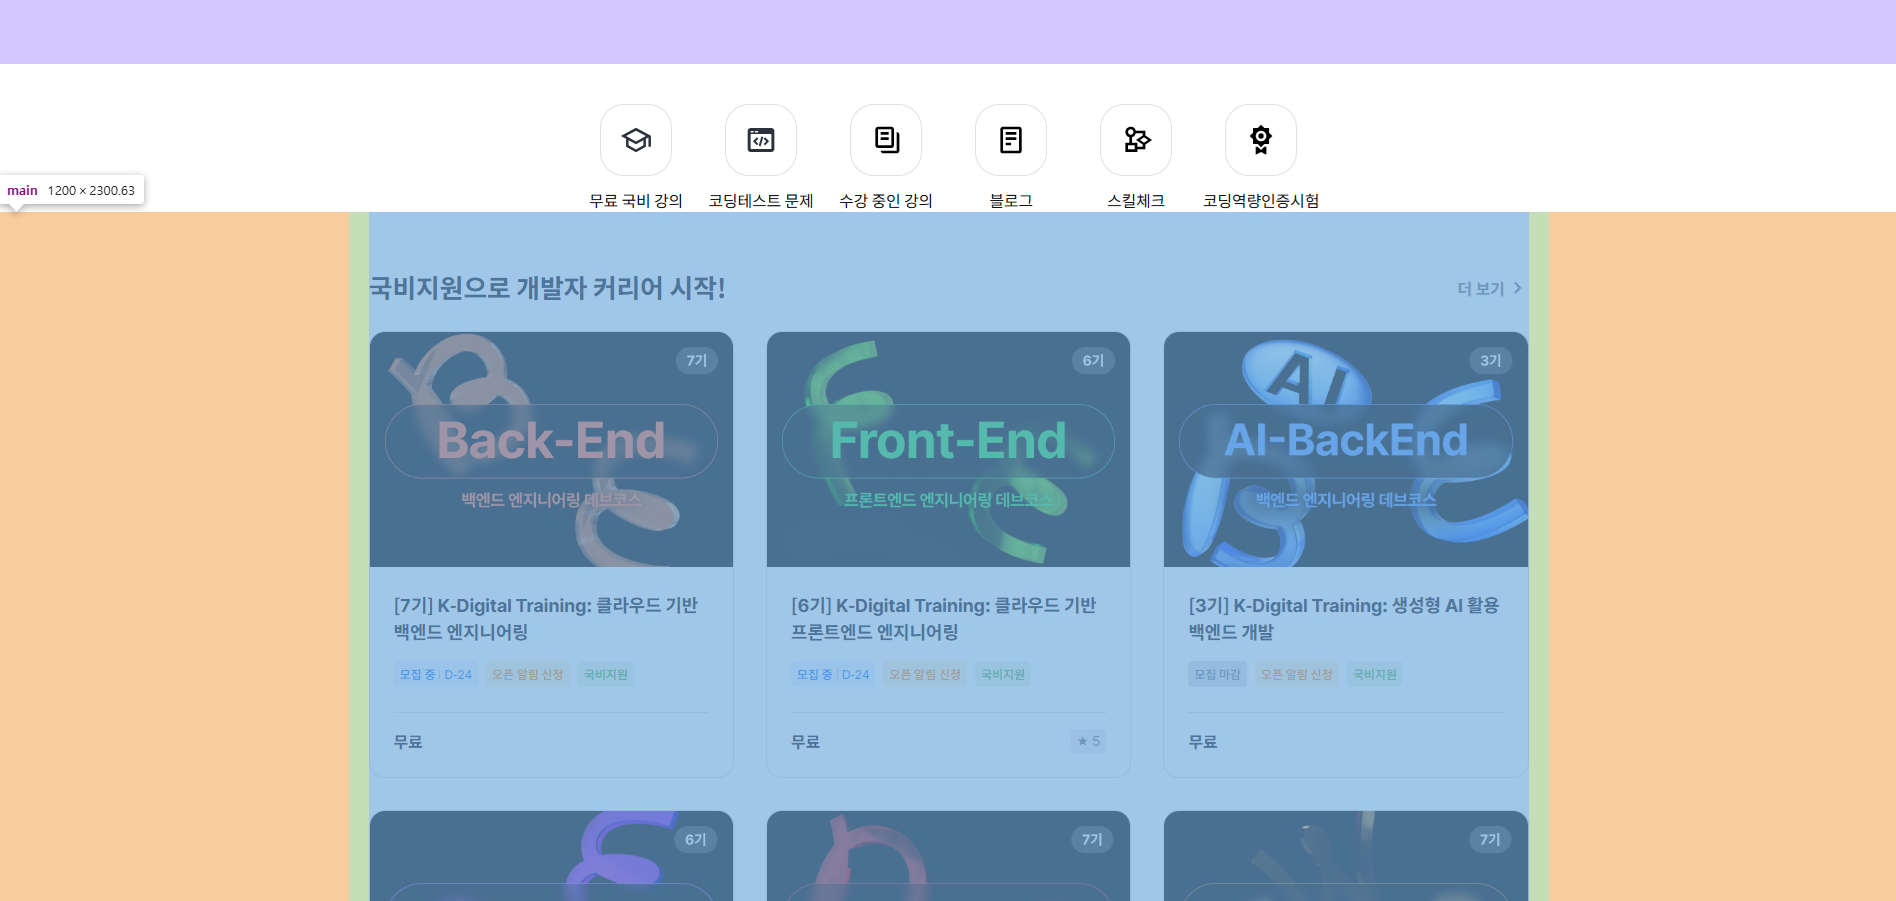 무료 국비 강의
코딩테스트 문제
수강 중인 강의
블로그
스킬체크
코딩역량인증시험
main 1200 × 2300.63
국비지원으로 개발자 커리어 시작!
더 보기
7기
Back-End
백엔드 엔지니어링 데브코스
6기
Front-End
프론트엔드 엔지니어링 데브코스
AI
3기
AI-BackEnd
백엔드 엔지니어링 데브코스
[7기] K-Digital Training: 클라우드 기반
백엔드 엔지니어링
모집 중 | D-24
오픈 알림 신청
국비지원
무료
[6기] K-Digital Training: 클라우드 기반
프론트엔드 엔지니어링
모집 중 | D-24
오픈 알림 신청
국비지원
무료
★ 5
[3기] K-Digital Training: 생성형 AI 활용
백엔드 개발
모집 마감
오픈 알림 신청
국비지원
무료
6기
7기
7기